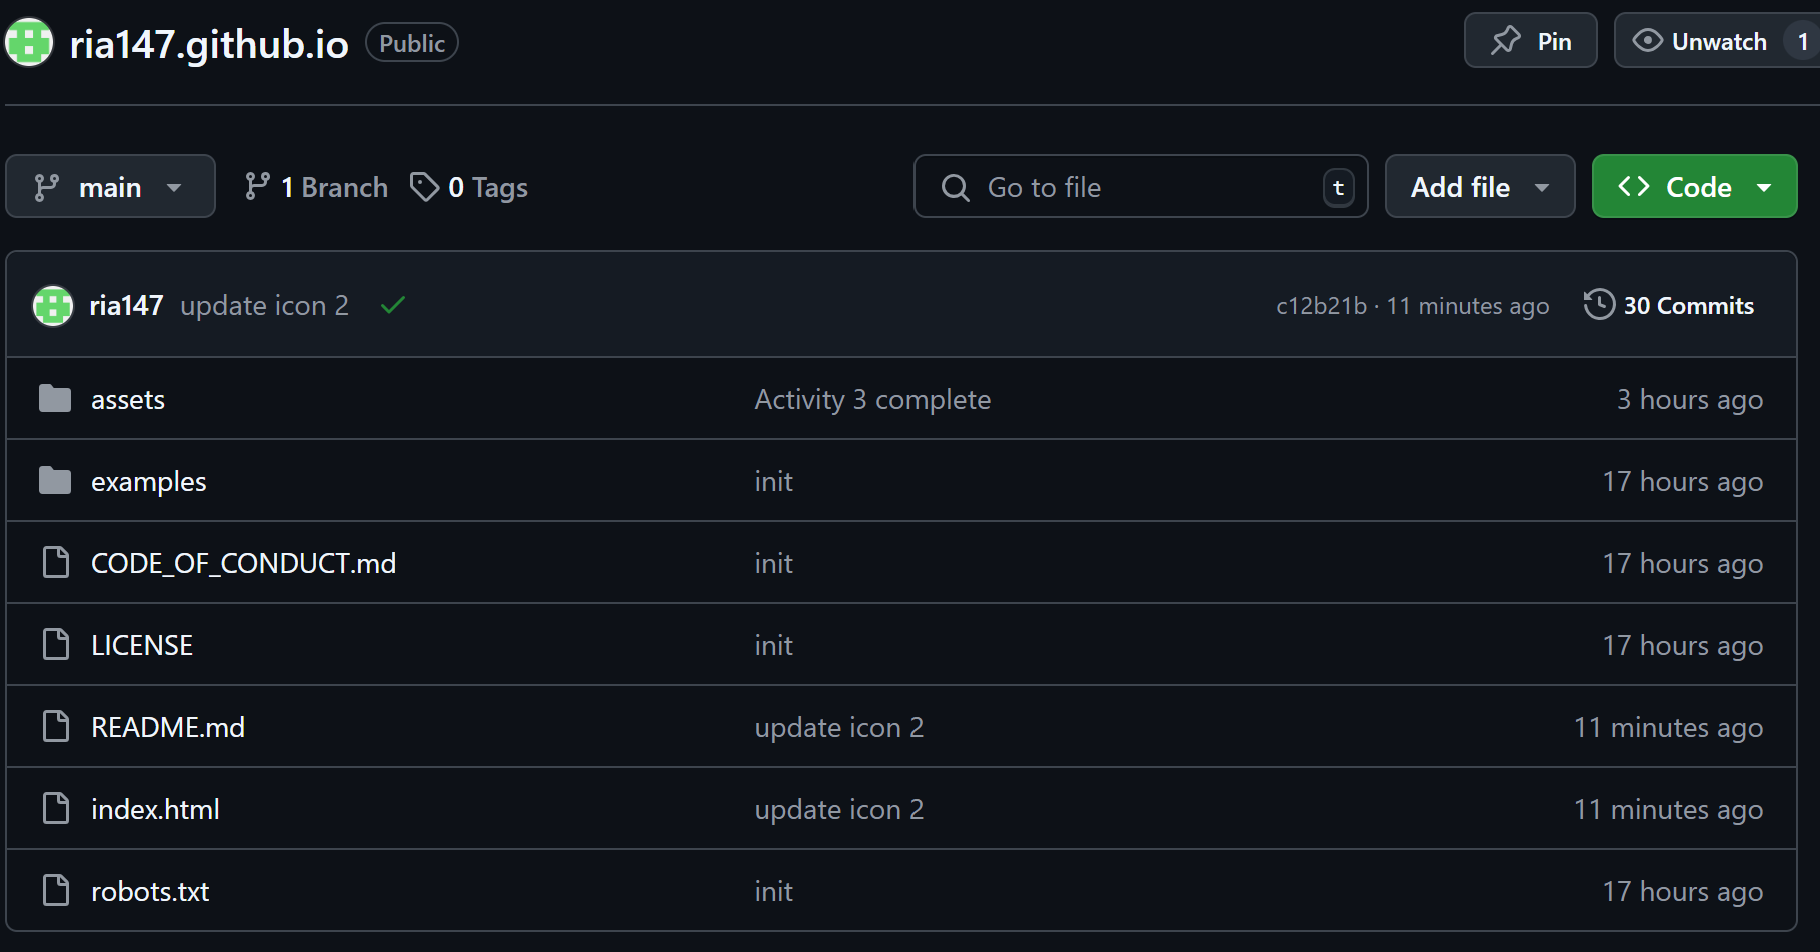 ria147.github.io Public Pin Unwatch 1
main 1 Branch 0 Tags Go to file t Add file Code
ria147 update icon 2 c12b21b · 11 minutes ago 30 Commits
assets Activity 3 complete 3 hours ago
examples init 17 hours ago
CODE_OF_CONDUCT.md init 17 hours ago
LICENSE init 17 hours ago
README.md update icon 2 11 minutes ago
index.html update icon 2 11 minutes ago
robots.txt init 17 hours ago